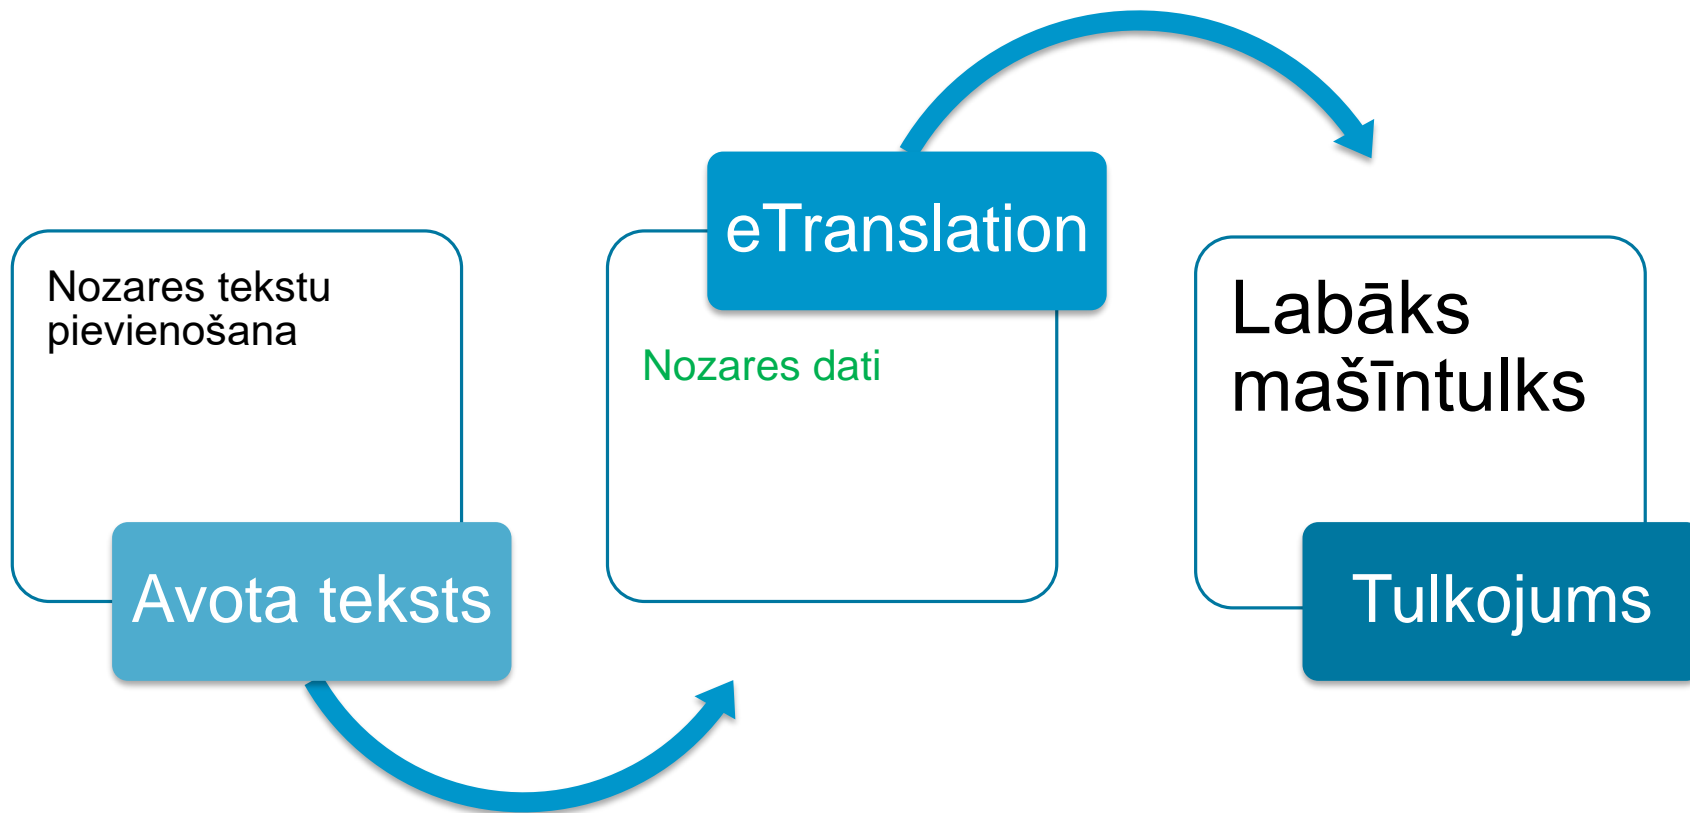 Nozares tekstu
pievienošana
Avota teksts
eTranslation
Nozares dati
Labāks
mašīntulks
Tulkojums